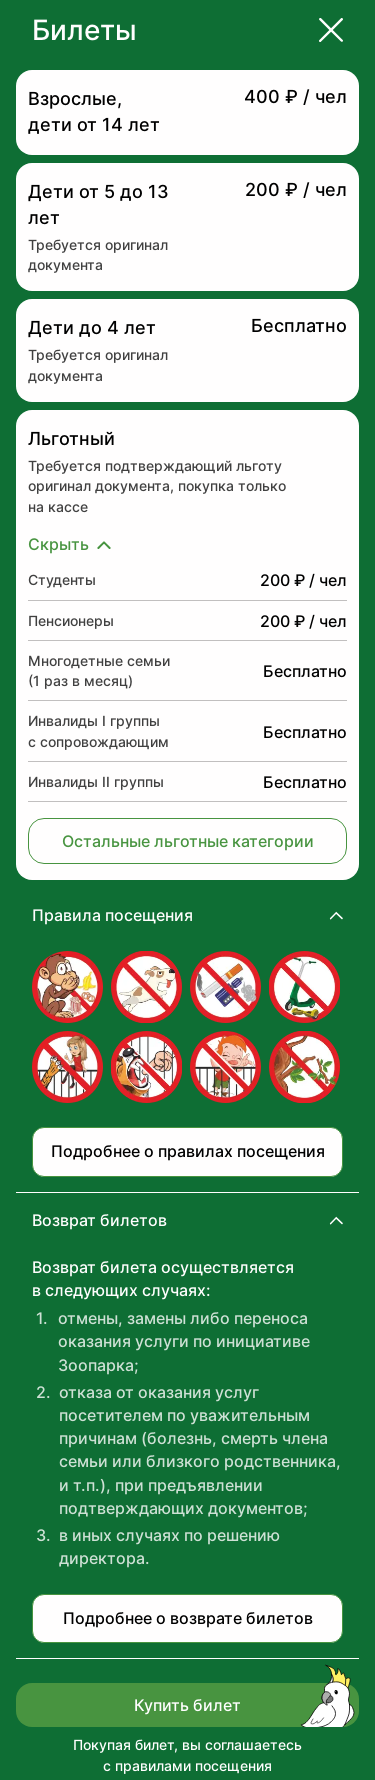 Билеты
Взрослые,
дети от 14 лет
400 ₽ / чел
Дети от 5 до 13
лет
200 ₽ / чел
Требуется оригинал
документа
Дети до 4 лет
Бесплатно
Требуется оригинал
документа
Льготный
Требуется подтверждающий льготу
оригинал документа, покупка только
на кассе
Скрыть
Студенты 200 ₽ / чел
Пенсионеры 200 ₽ / чел
Многодетные семьи
(1 раз в месяц)
Бесплатно
Инвалиды I группы
с сопровождающим
Бесплатно
Инвалиды II группы Бесплатно
Остальные льготные категории
Правила посещения
Подробнее о правилах посещения
Возврат билетов
Возврат билета осуществляется
в следующих случаях:
1. отмены, замены либо переноса
оказания услуги по инициативе
Зоопарка;
2. отказа от оказания услуг
посетителем по уважительным
причинам (болезнь, смерть члена
семьи или близкого родственника,
и т.п.), при предъявлении
подтверждающих документов;
3. в иных случаях по решению
директора.
Подробнее о возврате билетов
Купить билет
Покупая билет, вы соглашаетесь
с правилами посещения